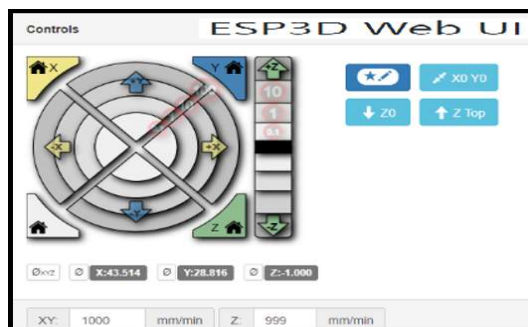 Controls
ESP3D Web UI
X
Y
+Z
+Y
10
X0 Y0
1
0.1
Z0
Z Top
-X
+X
-Y
Z
-Z
Øxyz
Ø X:43.514
Ø Y:28.816
Ø Z:-1.000
XY: 1000 mm/min
Z: 999 mm/min